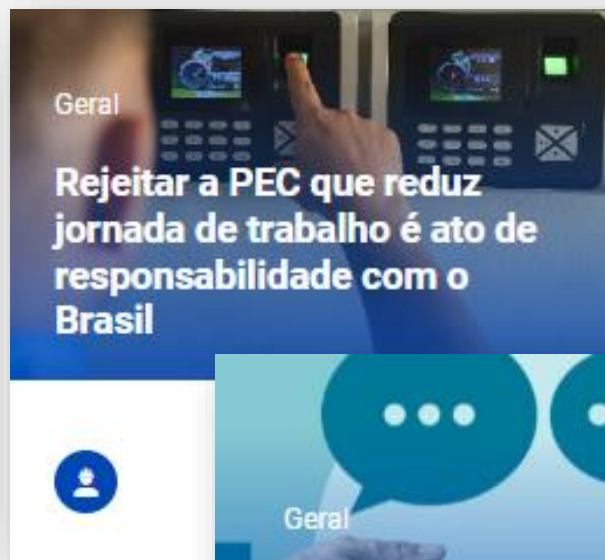 Geral
Rejeitar a PEC que reduz
jornada de trabalho é ato de
responsabilidade com o
Brasil
Geral